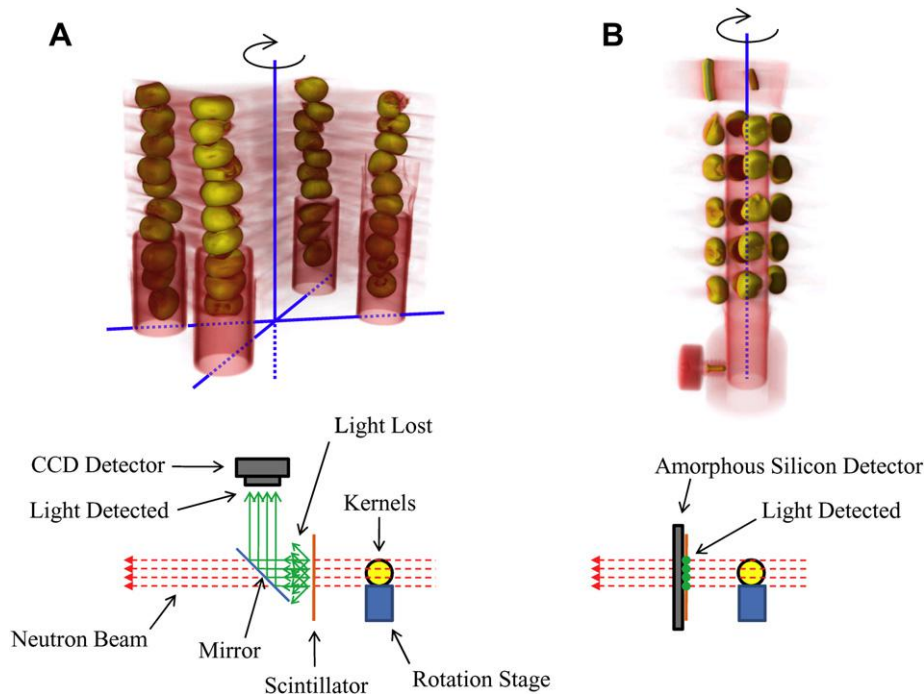 A
B
Light Lost
CCD Detector
Light Detected
Kernels
Neutron Beam
Mirror
Scintillator
Rotation Stage
Amorphous Silicon Detector
Light Detected